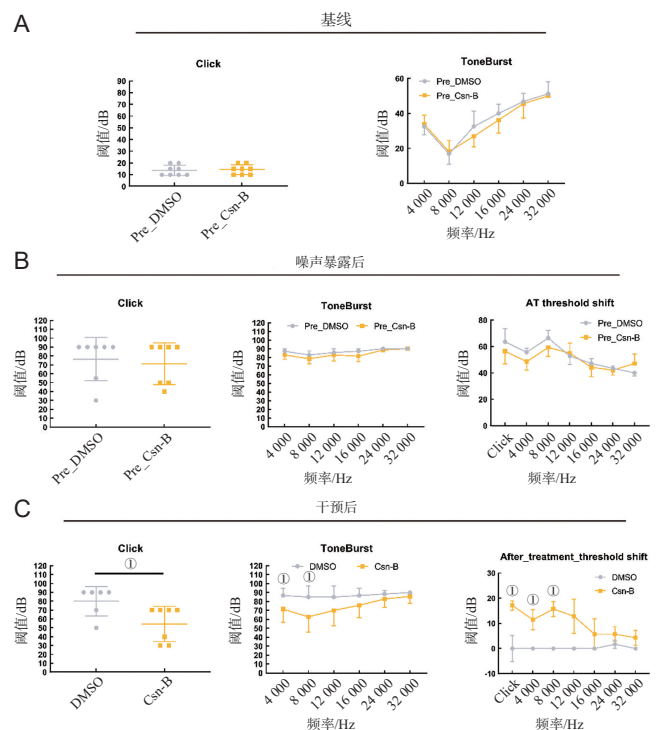 A
基线
Click
阈值/dB
90
80
70
60
50
40
30
20
10
0
Pre_DMSO
Pre_Csn-B
ToneBurst
Pre_DMSO
Pre_Csn-B
阈值/dB
60
40
20
0
4 000
8 000
12 000
16 000
24 000
32 000
频率/Hz
B
噪声暴露后
Click
阈值/dB
100
90
80
70
60
50
40
30
20
10
0
Pre_DMSO
Pre_Csn-B
ToneBurst
Pre_DMSO
Pre_Csn-B
阈值/dB
100
90
80
70
60
50
40
30
20
10
0
4 000
8 000
12 000
16 000
24 000
32 000
频率/Hz
AT threshold shift
Pre_DMSO
Pre_Csn-B
阈值/dB
80
60
40
20
0
Click
4 000
8 000
12 000
16 000
24 000
32 000
频率/Hz
C
干预后
Click
①
阈值/dB
100
90
80
70
60
50
40
30
20
10
0
DMSO
Csn-B
ToneBurst
DMSO
Csn-B
① ①
阈值/dB
100
90
80
70
60
50
40
30
20
10
0
4 000
8 000
12 000
16 000
24 000
32 000
频率/Hz
After_treatment_threshold shift
DMSO
Csn-B
① ① ①
阈值/dB
30
20
10
0
-10
Click
4 000
8 000
12 000
16 000
24 000
32 000
频率/Hz